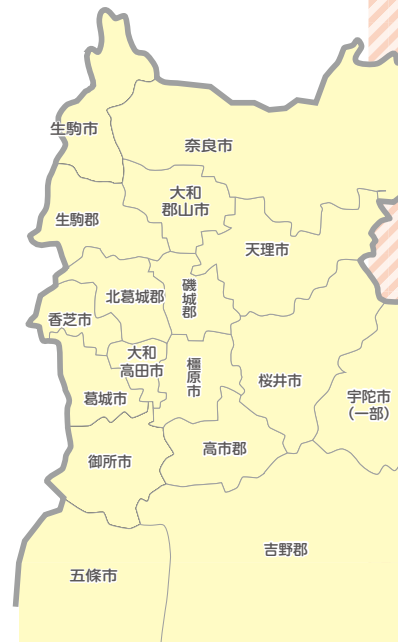 生駒市
奈良市
大和
郡山市
生駒郡
天理市
北葛城郡
磯城郡
香芝市
大和
高田市
橿原市
桜井市
葛城市
宇陀市
（一部）
御所市
高市郡
吉野郡
五條市